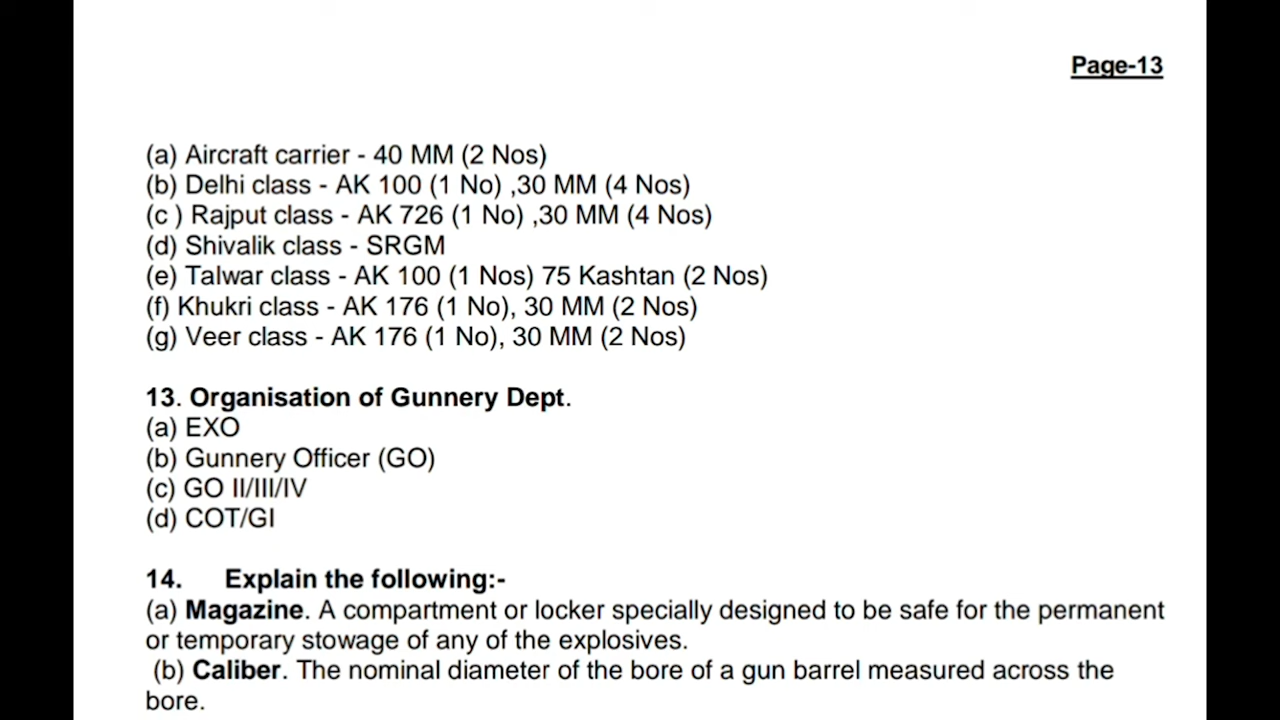 Page-13
(a) Aircraft carrier - 40 MM (2 Nos)
(b) Delhi class - AK 100 (1 No) ,30 MM (4 Nos)
(c ) Rajput class - AK 726 (1 No) ,30 MM (4 Nos)
(d) Shivalik class - SRGM
(e) Talwar class - AK 100 (1 Nos) 75 Kashtan (2 Nos)
(f) Khukri class - AK 176 (1 No), 30 MM (2 Nos)
(g) Veer class - AK 176 (1 No), 30 MM (2 Nos)
13. Organisation of Gunnery Dept.
(a) EXO
(b) Gunnery Officer (GO)
(c) GO II/III/IV
(d) COT/GI
14. Explain the following:-
(a) Magazine. A compartment or locker specially designed to be safe for the permanent
or temporary stowage of any of the explosives.
(b) Caliber. The nominal diameter of the bore of a gun barrel measured across the
bore.